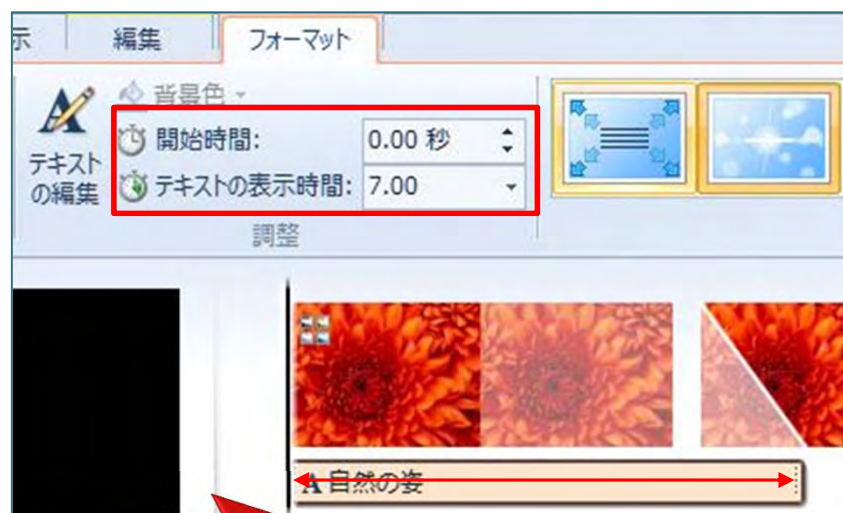 示 編集 フォーマット
背景色
開始時間: 0.00 秒
テキストの表示時間: 7.00
テキスト
の編集
調整
A 自然の姿